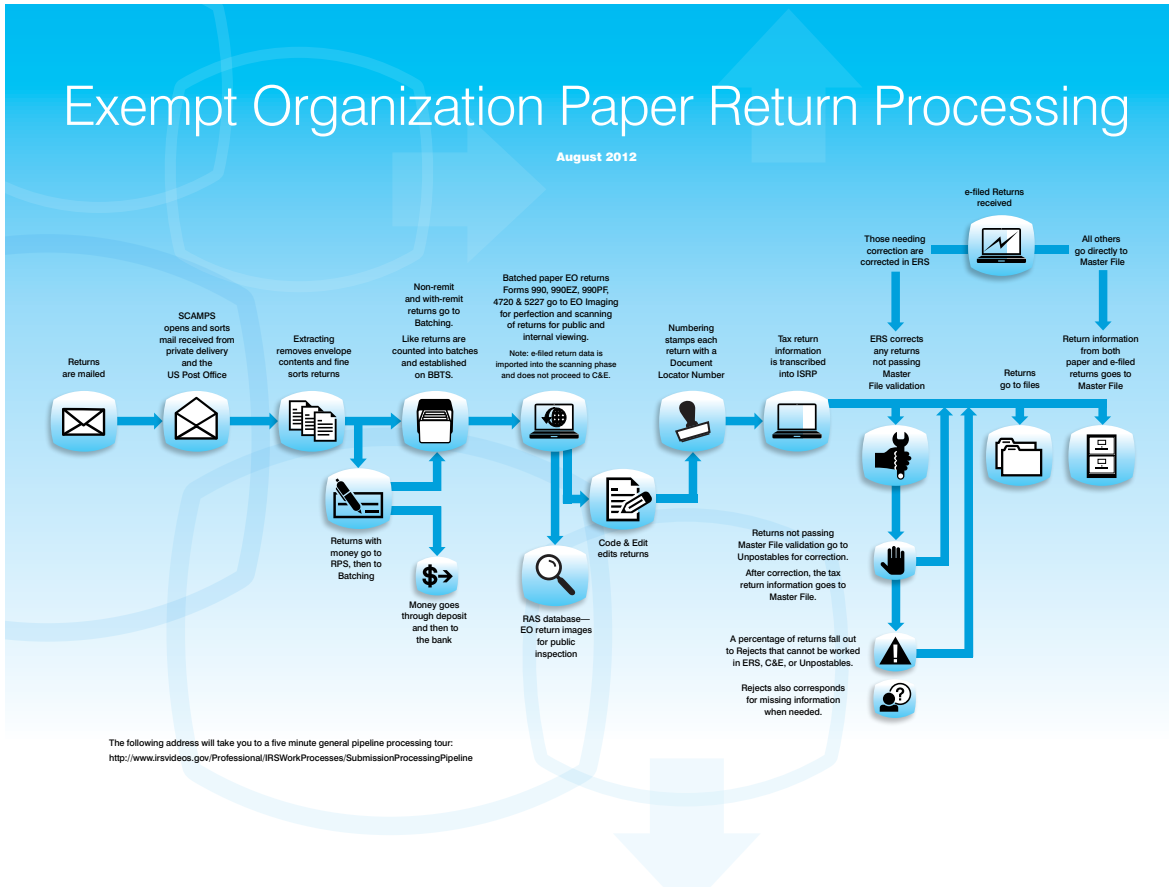 Exempt Organization Paper Return Processing
August 2012
Returns
are mailed
SCAMPS
opens and sorts
mail received from
private delivery
and the
US Post Office
Extracting
removes envelope
contents and fine
sorts returns
Returns with
money go to
RPS, then to
Batching
$
Money goes
through deposit
and then to
the bank
Non-remit
and with-remit
returns go to
Batching.
Like returns are
counted into batches
and established
on BBTS.
Batched paper EO returns
Forms 990, 990EZ, 990PF,
4720 & 5227 go to EO Imaging
for perfection and scanning
of returns for public and
internal viewing.
Note: e-filed return data is
imported into the scanning phase
and does not proceed to C&E.
RAS database—
EO return images
for public
inspection
Code & Edit
edits returns
Numbering
stamps each
return with a
Document
Locator Number
Tax return
information
is transcribed
into ISRP
e-filed Returns
received
Those needing
correction are
corrected in ERS
All others
go directly to
Master File
ERS corrects
any returns
not passing
Master
File validation
Returns
go to files
Return information
from both
paper and e-filed
returns goes to
Master File
Returns not passing
Master File validation go to
Unpostables for correction.
After correction, the tax
return information goes to
Master File.
A percentage of returns fall out
to Rejects that cannot be worked
in ERS, C&E, or Unpostables.
!
Rejects also corresponds
for missing information
when needed.
?
The following address will take you to a five minute general pipeline processing tour:
http://www.irsvideos.gov/Professional/IRSWorkProcesses/SubmissionProcessingPipeline